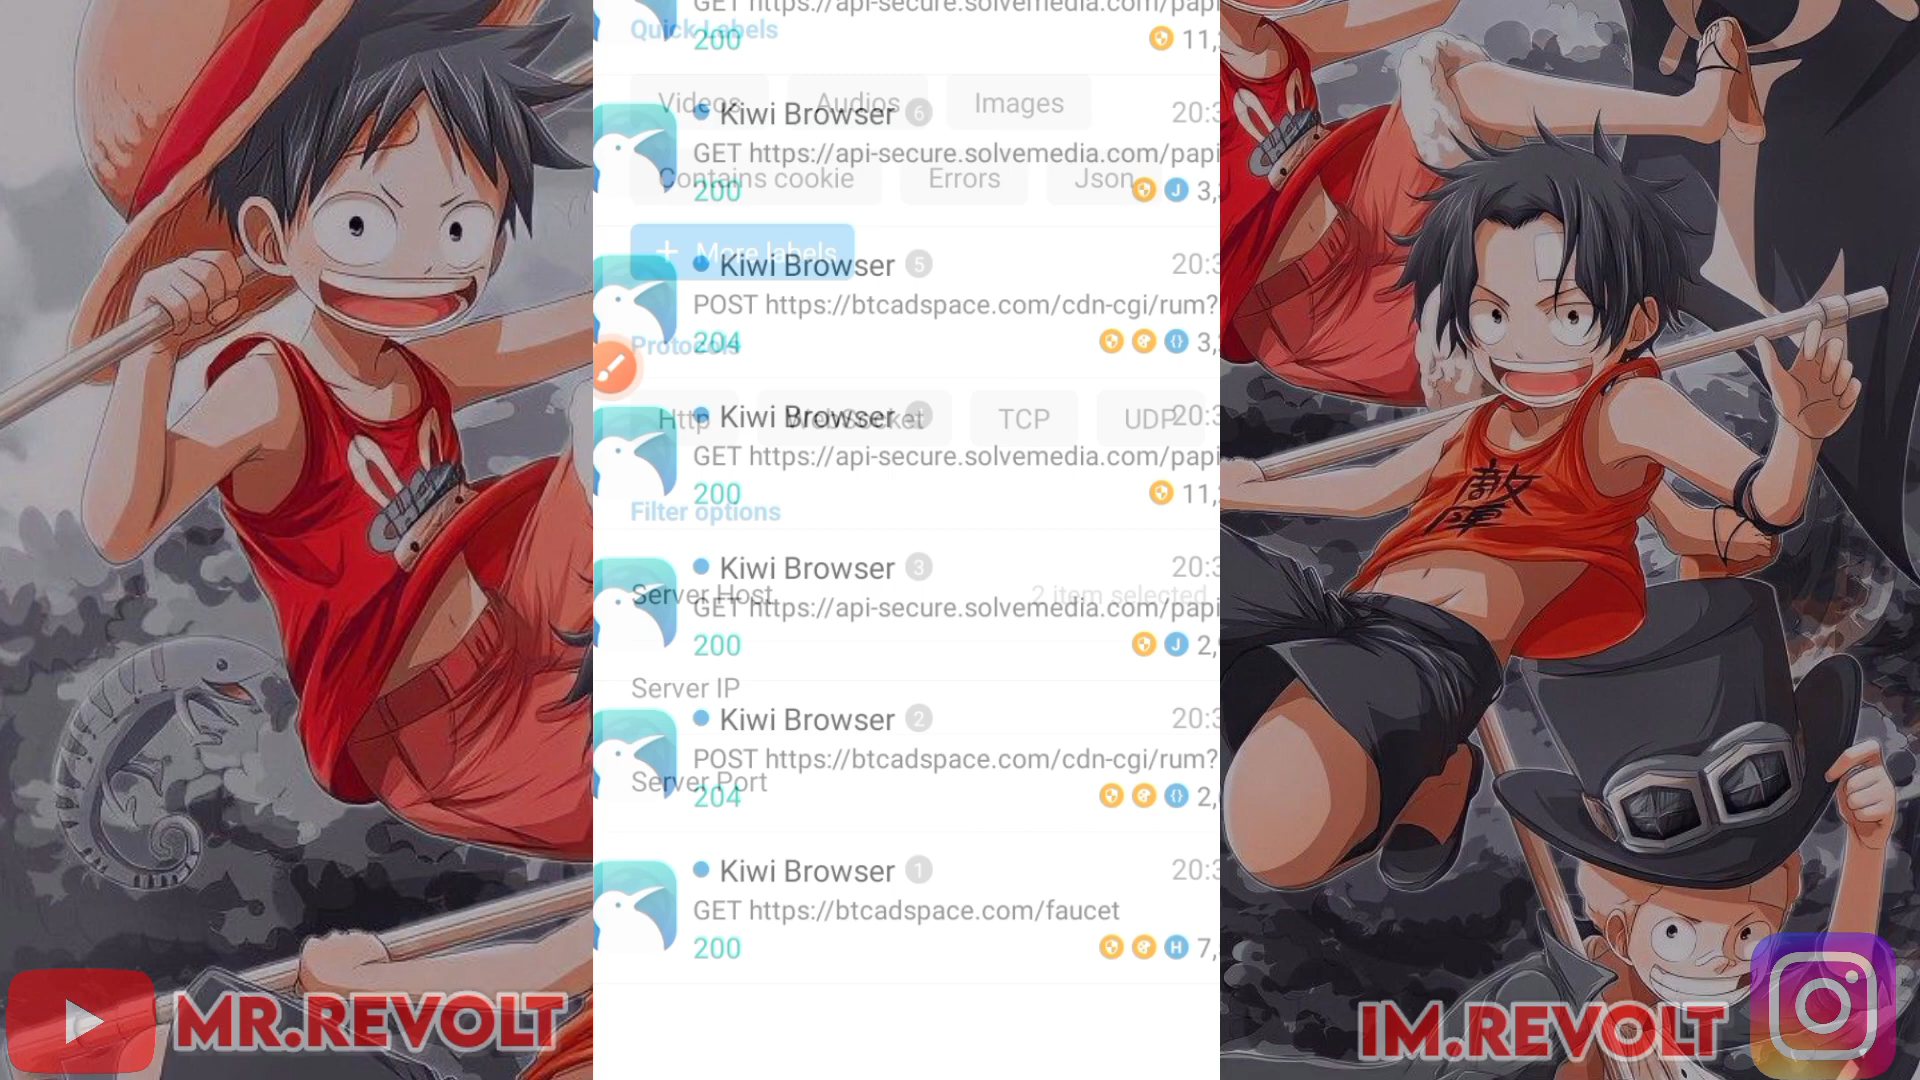 GET https://api-secure.solvemedia.com/papi
Quick Labels
200
11,
Videos
Audios
Images
Kiwi Browser 6
20:3
GET https://api-secure.solvemedia.com/papi
Contains cookie
Errors
Json
200
J 3,
+ More labels
Kiwi Browser 5
20:3
POST https://btcadspace.com/cdn-cgi/rum?
Protocols
204
{} 3,
Http
WebSocket
TCP
UDP
Kiwi Browser
20:3
GET https://api-secure.solvemedia.com/papi
200
11,
Filter options
Kiwi Browser 3
20:3
Server Host
2 item selected
GET https://api-secure.solvemedia.com/papi
200
J 2,
Server IP
Kiwi Browser 2
20:3
POST https://btcadspace.com/cdn-cgi/rum?
Server Port
204
{} 2,
Kiwi Browser 1
20:3
GET https://btcadspace.com/faucet
200
H 7,
MR.REVOLT
IM.REVOLT